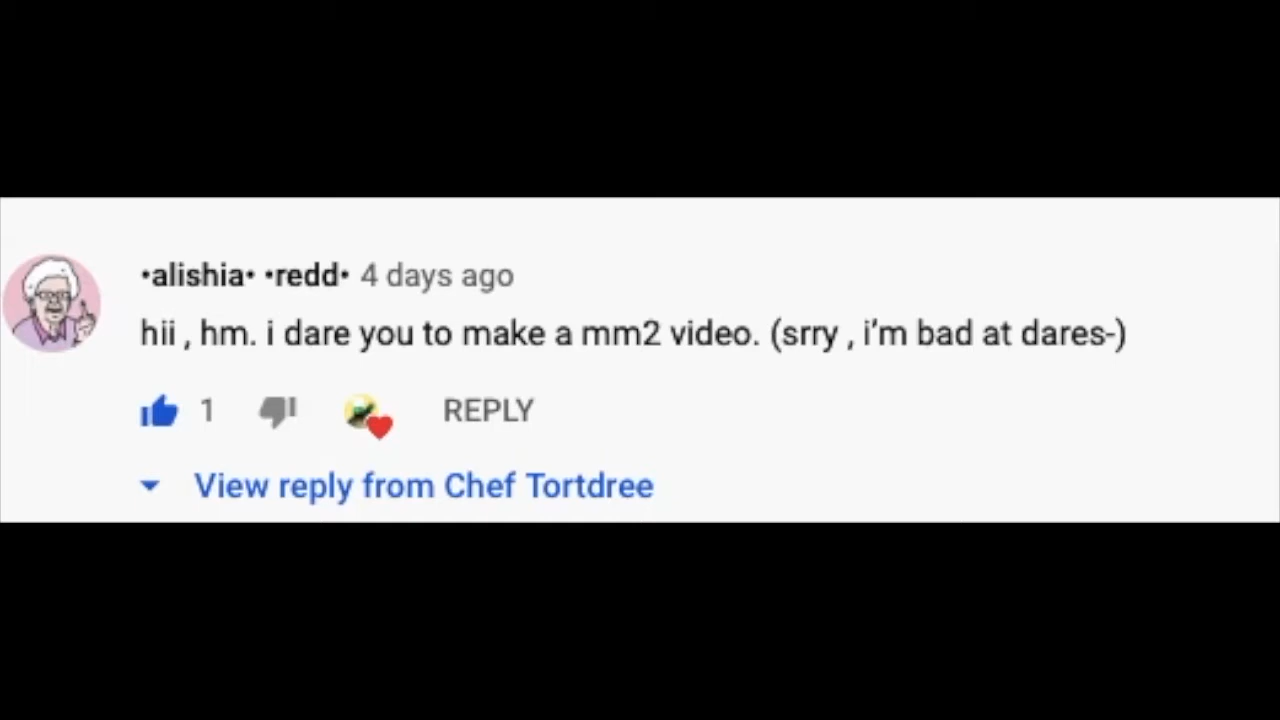 •alishia• •redd• 4 days ago
hii , hm. i dare you to make a mm2 video. (srry , i’m bad at dares-)
1 REPLY
View reply from Chef Tortdree